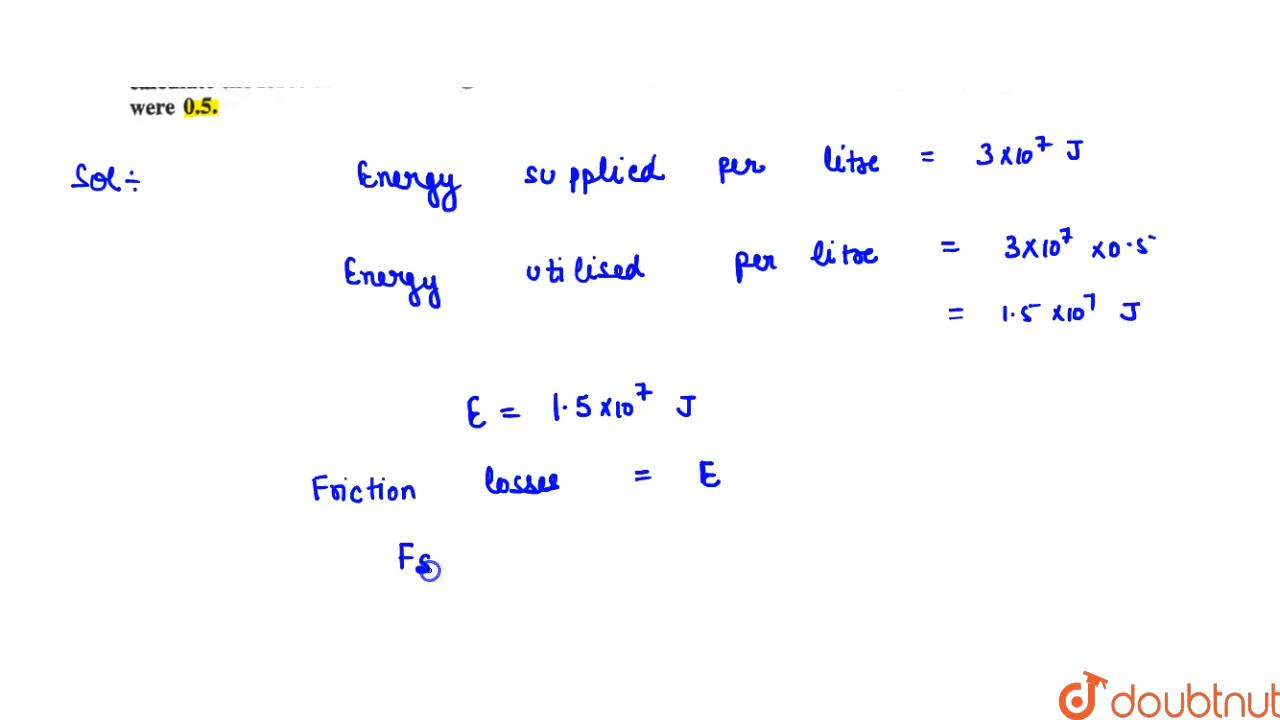 were 0.5.
Sol ÷ Energy supplied per litre = 3×10⁷ J
Energy utilised per litre = 3×10⁷ ×0.5
= 1.5×10⁷ J
E = 1.5×10⁷ J
Friction losses = E
Fs
doubtnut